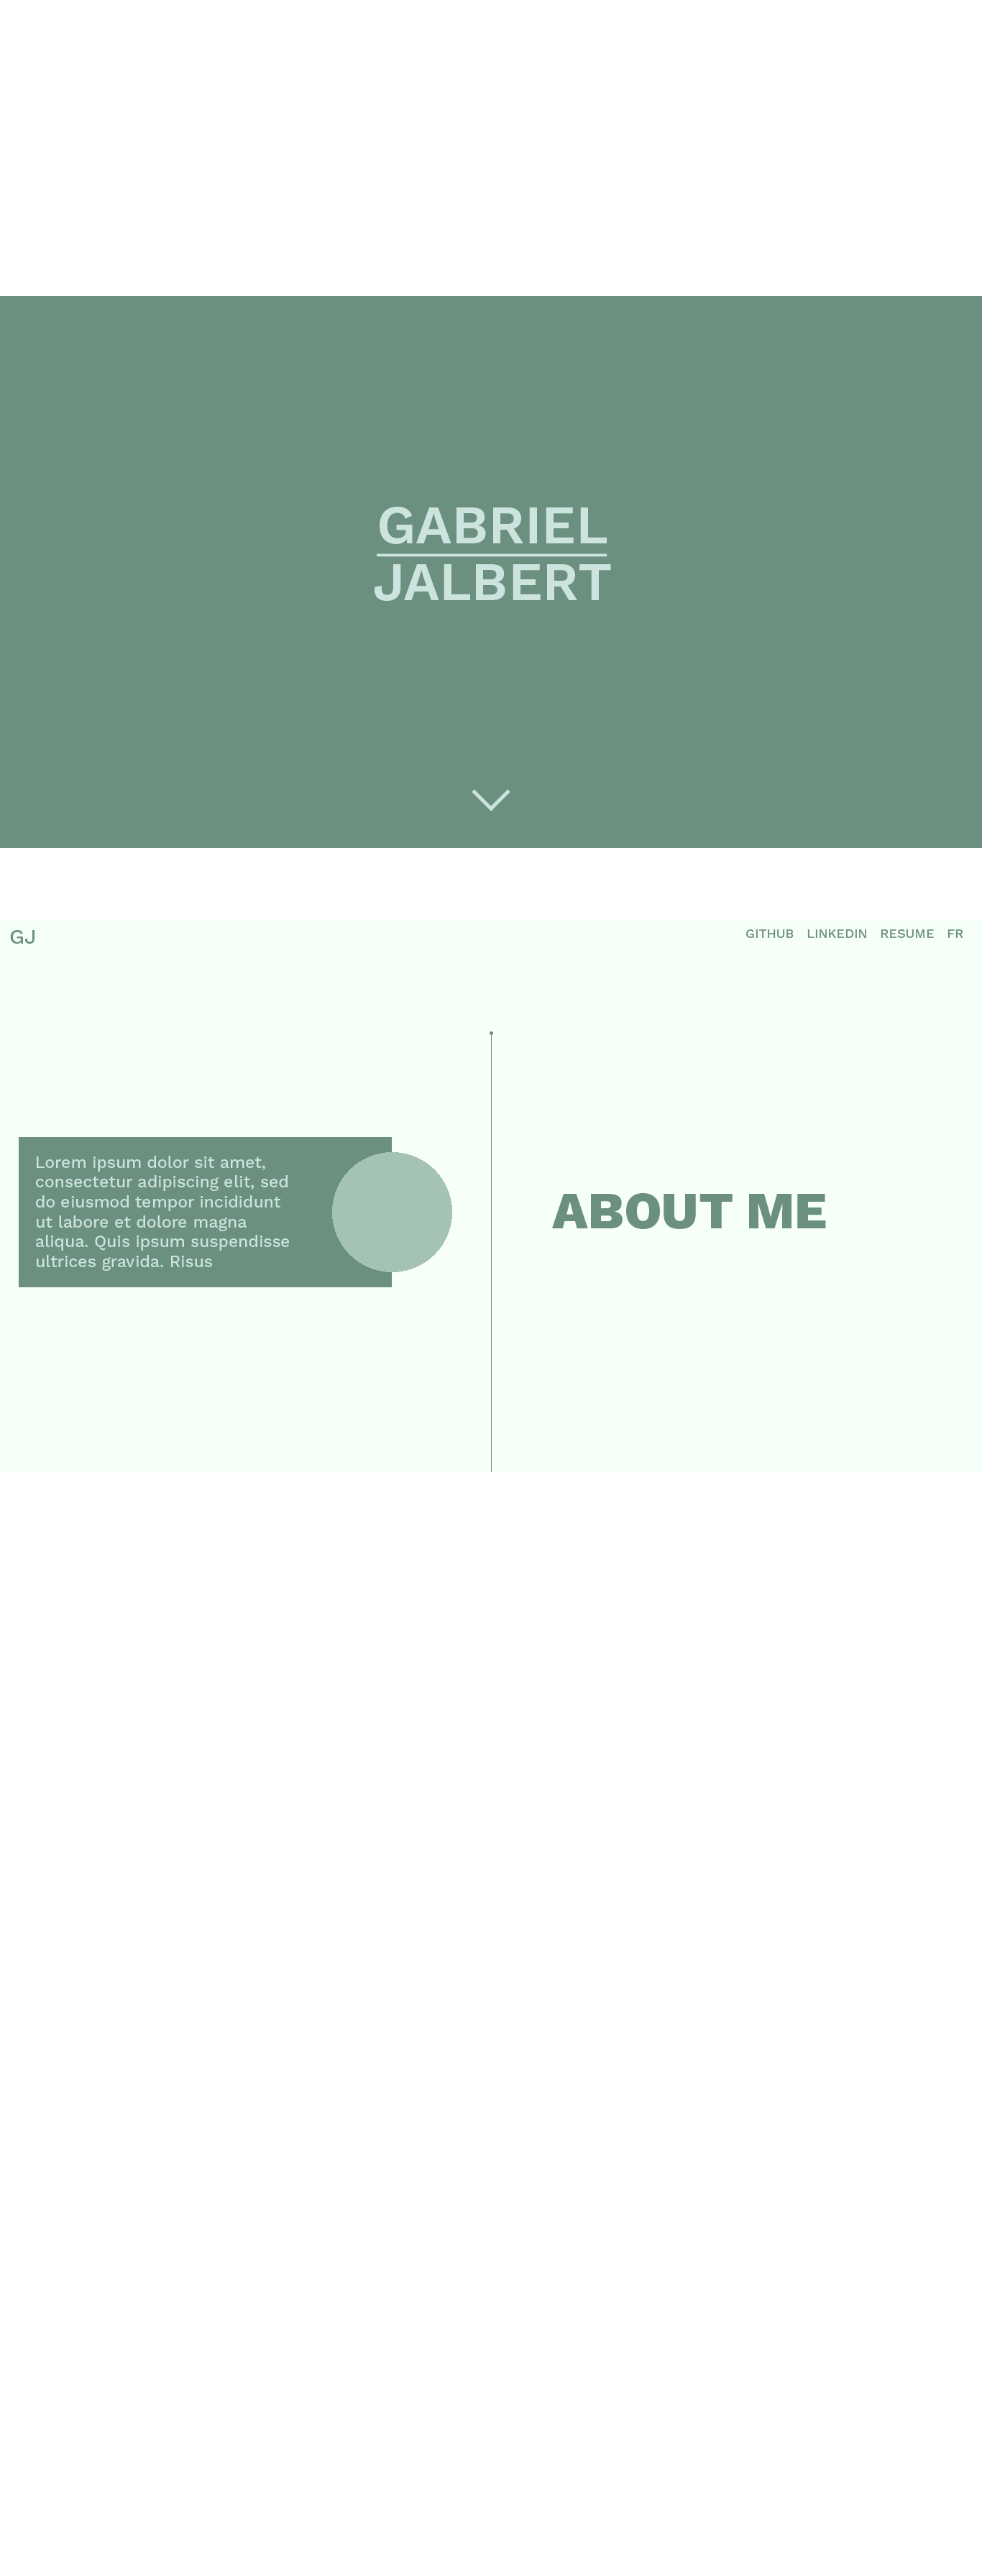 GABRIEL
JALBERT
GJ
GITHUB LINKEDIN RESUME FR
Lorem ipsum dolor sit amet,
consectetur adipiscing elit, sed
do eiusmod tempor incididunt
ut labore et dolore magna
aliqua. Quis ipsum suspendisse
ultrices gravida. Risus
ABOUT ME